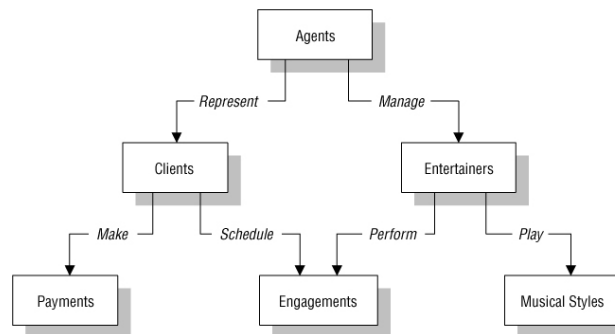 Agents
Represent
Manage
Clients
Entertainers
Make
Schedule
Perform
Play
Payments
Engagements
Musical Styles